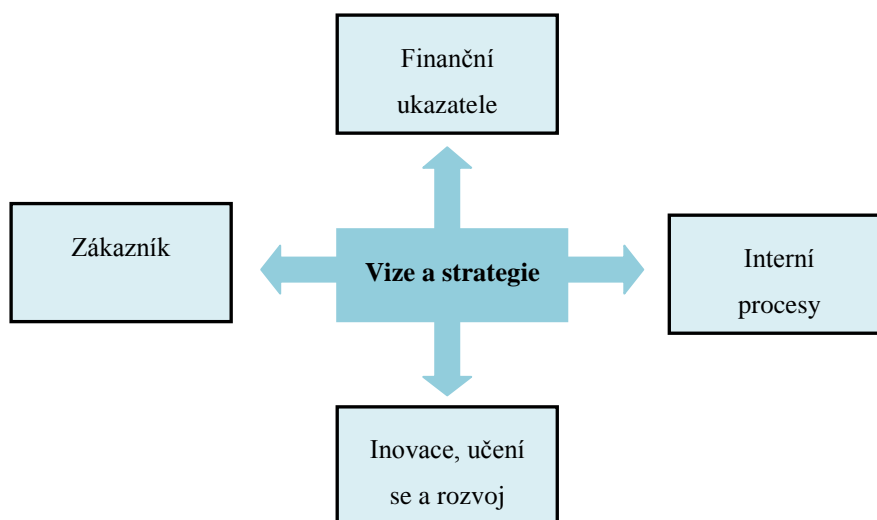 Finanční
ukazatele
Zákazník
Vize a strategie
Interní
procesy
Inovace, učení
se a rozvoj